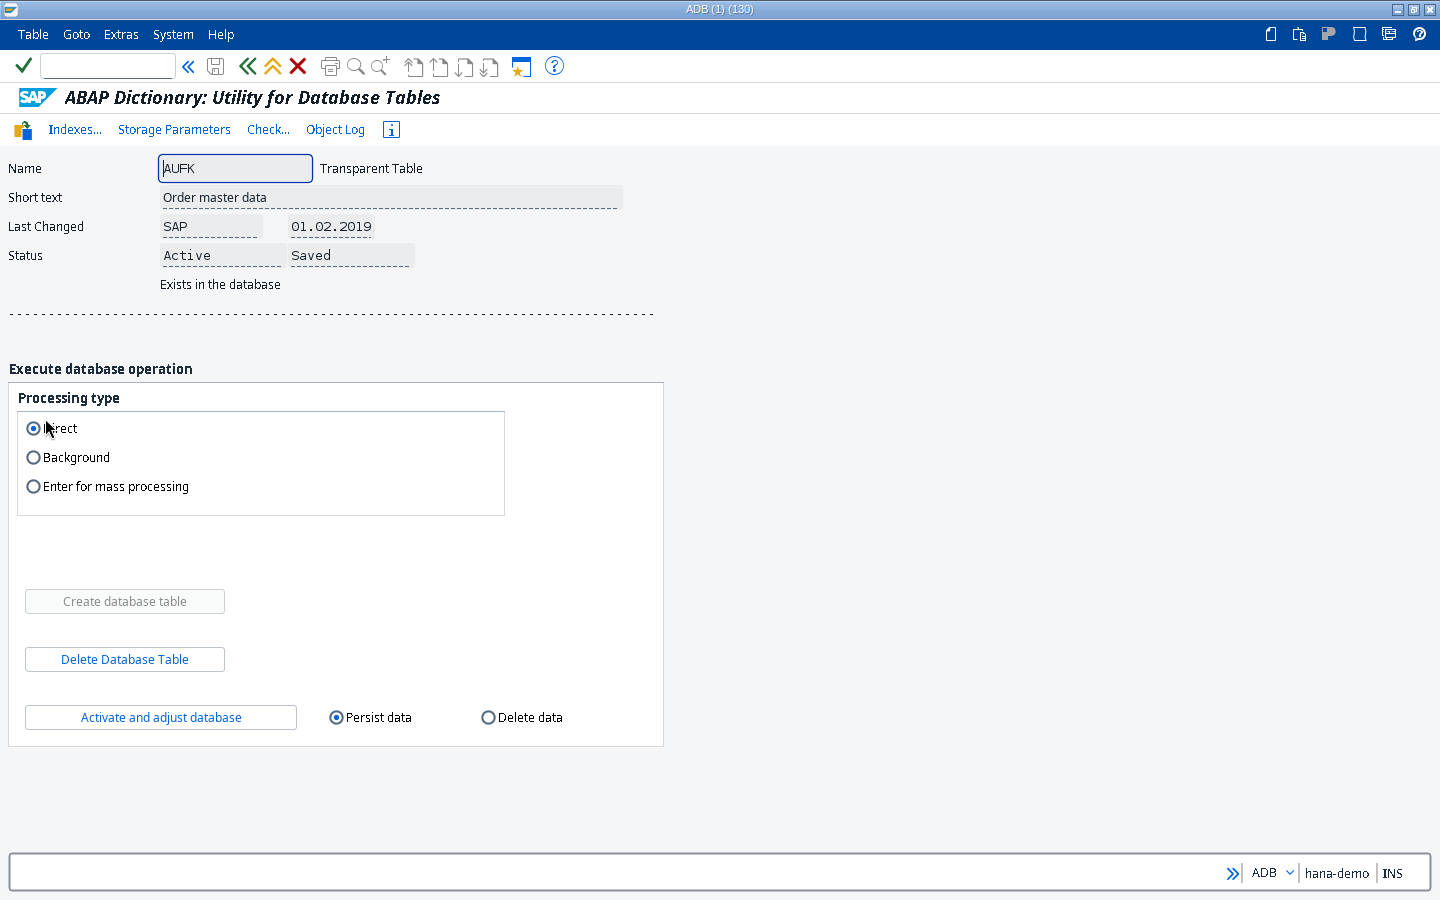 ADB (1) (130)
Table Goto Extras System Help
SAP ABAP Dictionary: Utility for Database Tables
Indexes... Storage Parameters Check... Object Log
Name AUFK Transparent Table
Short text Order master data
Last Changed SAP 01.02.2019
Status Active Saved
Exists in the database
Execute database operation
Processing type
Direct
Background
Enter for mass processing
Create database table
Delete Database Table
Activate and adjust database Persist data Delete data
ADB hana-demo INS